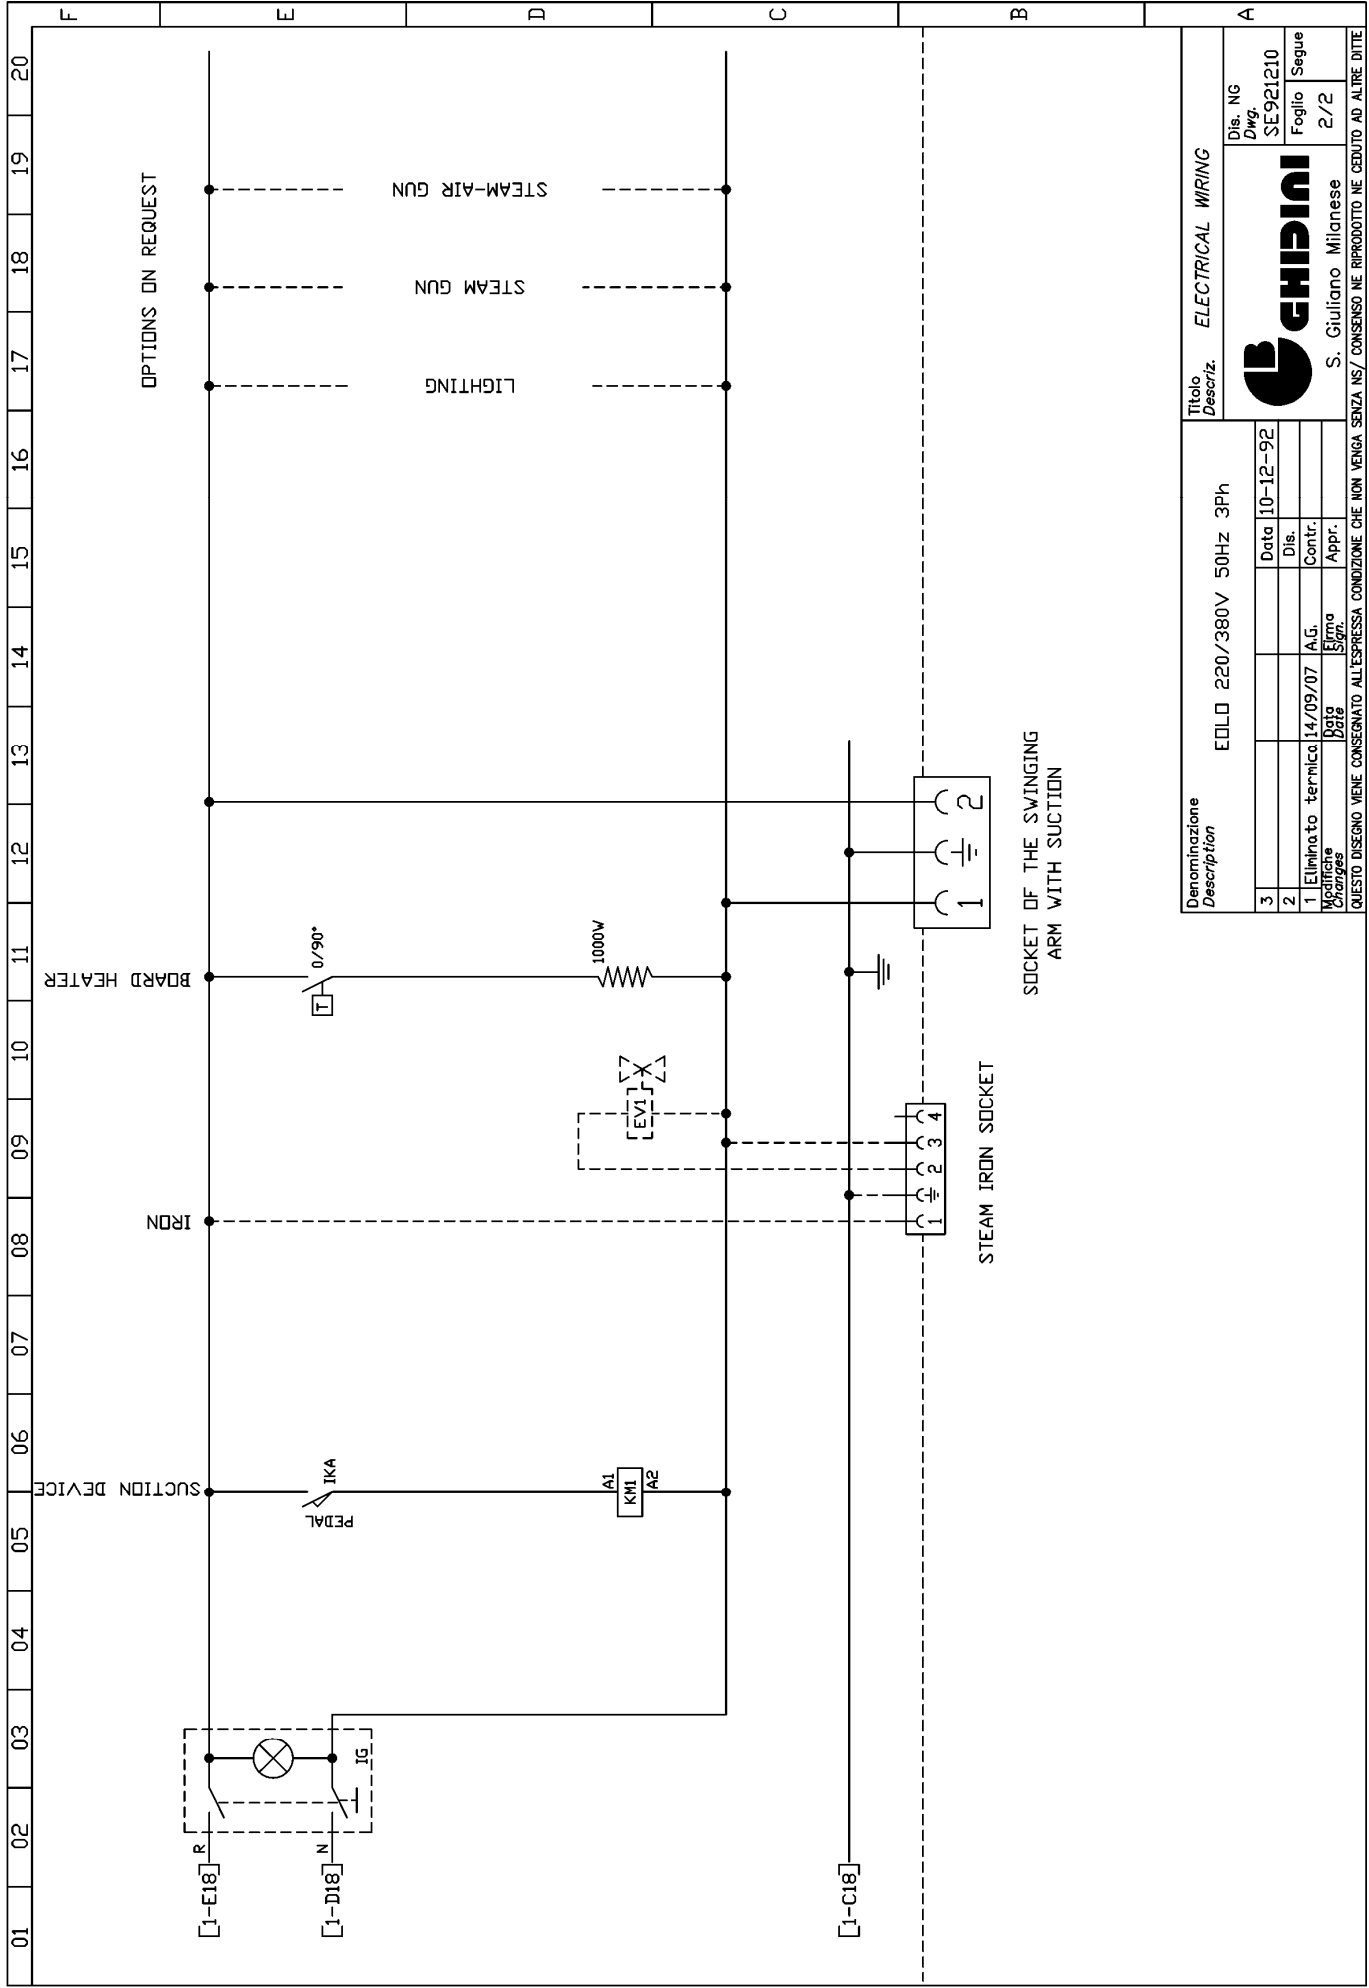 01 02 03 04 05 06 07 08 09 10 11 12 13 14 15 16 17 18 19 20
F
E
D
C
B
A
SUCTION DEVICE
IRON
BOARD HEATER
OPTIONS ON REQUEST
[1-E18]
R
[1-D18]
N
IG
PEDAL
IKA
T
0/90°
LIGHTING
STEAM GUN
STEAM-AIR GUN
A1
KM1
A2
EV1
1000W
[1-C18]
1 2 3 4
STEAM IRON SOCKET
1 2
SOCKET OF THE SWINGING
ARM WITH SUCTION
Denominazione
Description
EOLO 220/380V 50Hz 3Ph
3
2
1 Eliminato termica 14/09/07 A.G.
Modifiche
Changes
Data
Date
Firma
Sign.
Data 10-12-92
Dis.
Contr.
Appr.
Titolo
Descriz.
ELECTRICAL WIRING
B GHIDINI
S. Giuliano Milanese
Dis. NG
Dwg.
SE921210
Foglio
2/2
Segue
QUESTO DISEGNO VIENE CONSEGNATO ALL'ESPRESSA CONDIZIONE CHE NON VENGA SENZA NS/ CONSENSO NE RIPRODOTTO NE CEDUTO AD ALTRE DITTE